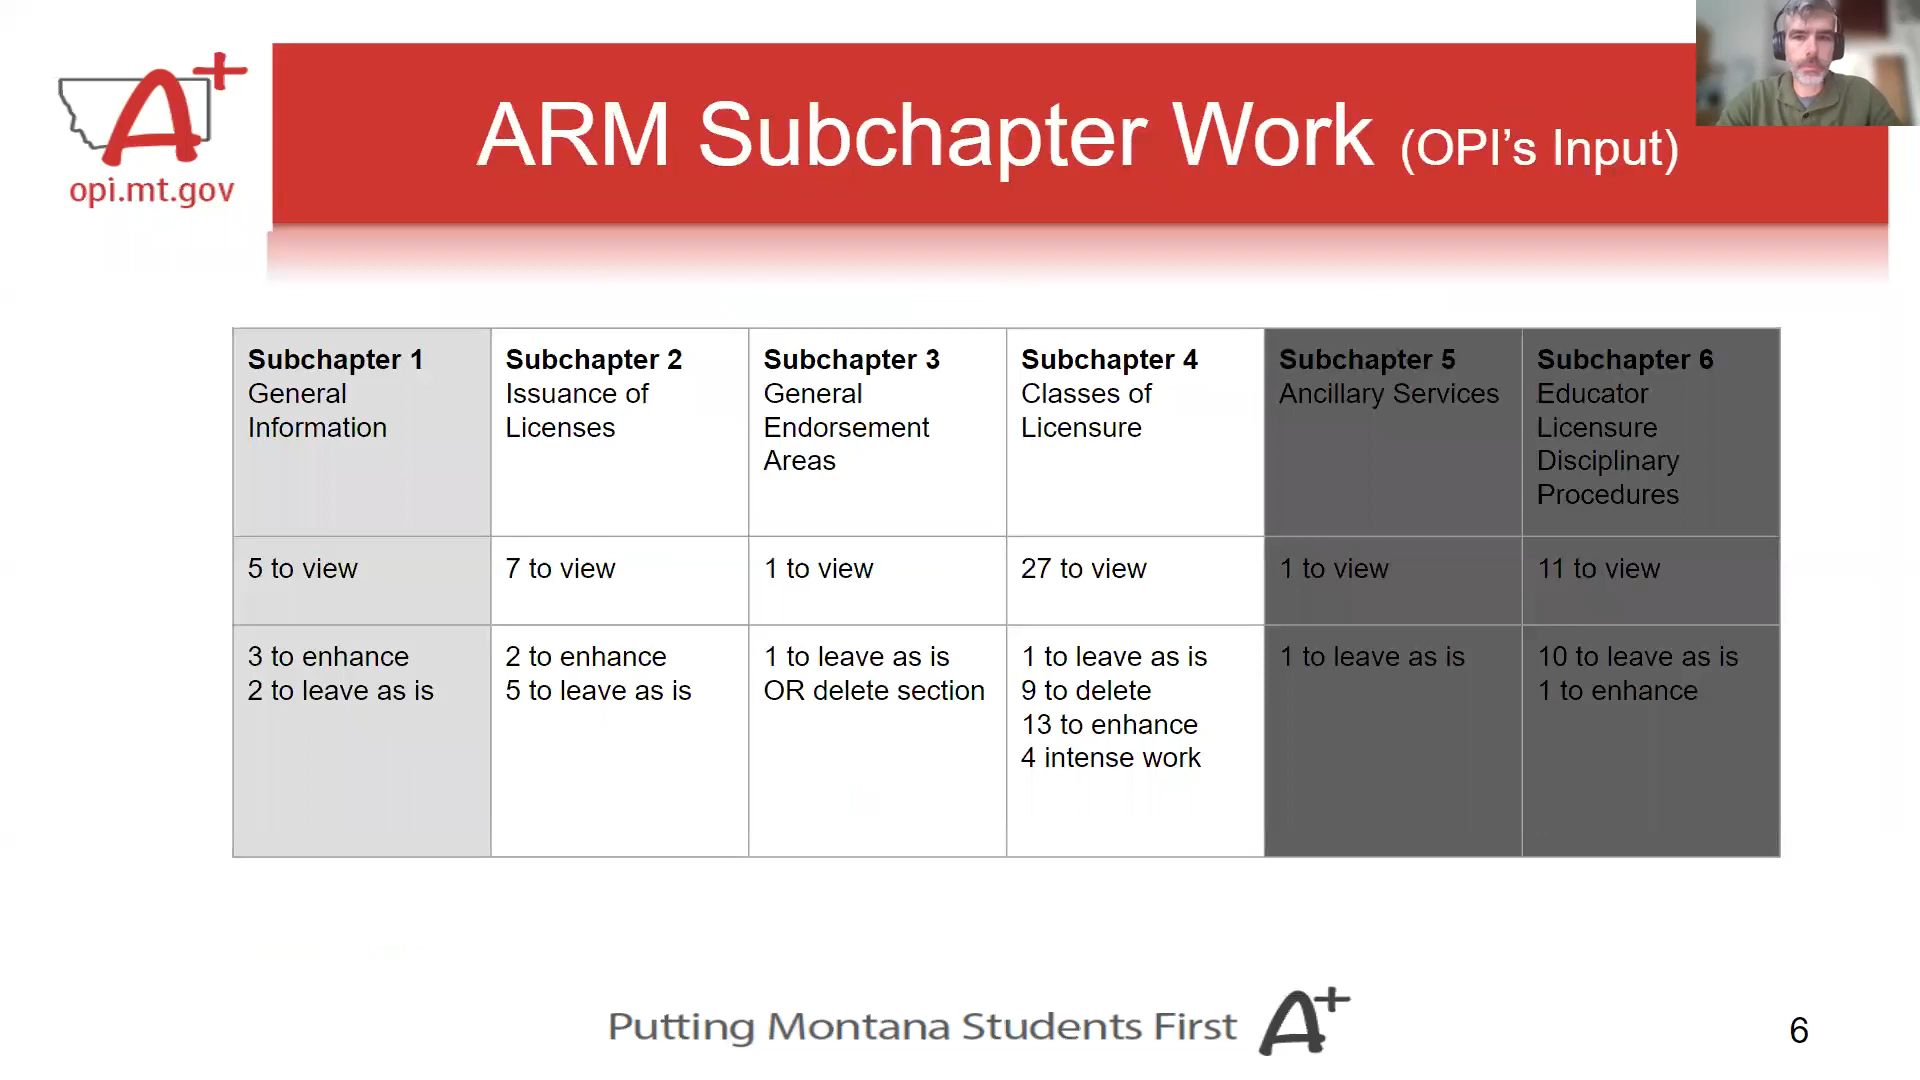 A+
opi.mt.gov
ARM Subchapter Work (OPI's Input)
Subchapter 1
General
Information
Subchapter 2
Issuance of
Licenses
Subchapter 3
General
Endorsement
Areas
Subchapter 4
Classes of
Licensure
Subchapter 5
Ancillary Services
Subchapter 6
Educator
Licensure
Disciplinary
Procedures
5 to view
7 to view
1 to view
27 to view
1 to view
11 to view
3 to enhance
2 to leave as is
2 to enhance
5 to leave as is
1 to leave as is
OR delete section
1 to leave as is
9 to delete
13 to enhance
4 intense work
1 to leave as is
10 to leave as is
1 to enhance
Putting Montana Students First A+
6